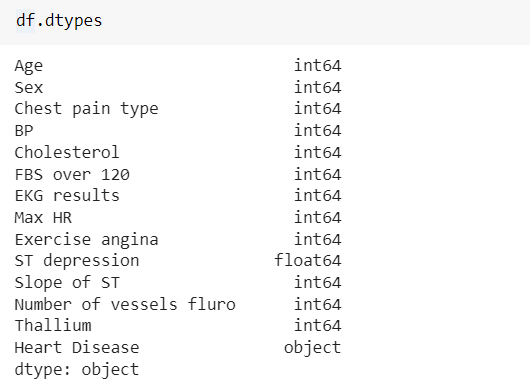 df.dtypes
Age int64
Sex int64
Chest pain type int64
BP int64
Cholesterol int64
FBS over 120 int64
EKG results int64
Max HR int64
Exercise angina int64
ST depression float64
Slope of ST int64
Number of vessels fluro int64
Thallium int64
Heart Disease object
dtype: object